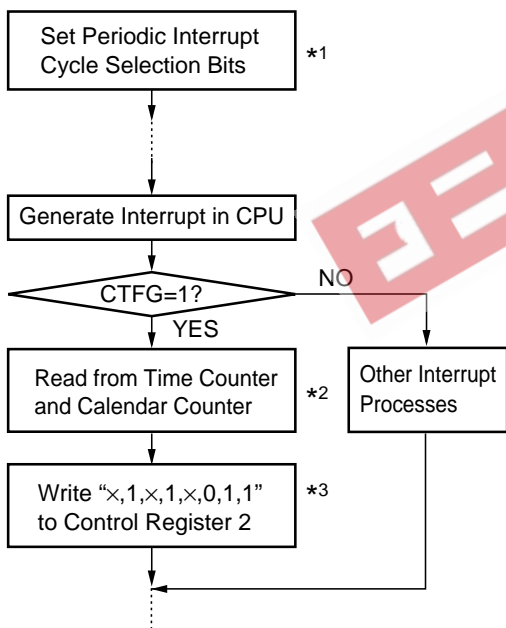 Set Periodic Interrupt
Cycle Selection Bits
*1
Generate Interrupt in CPU
CTFG=1?
NO
YES
Read from Time Counter
and Calendar Counter
*2
Other Interrupt
Processes
Write “×,1,×,1,×,0,1,1”
to Control Register 2
*3